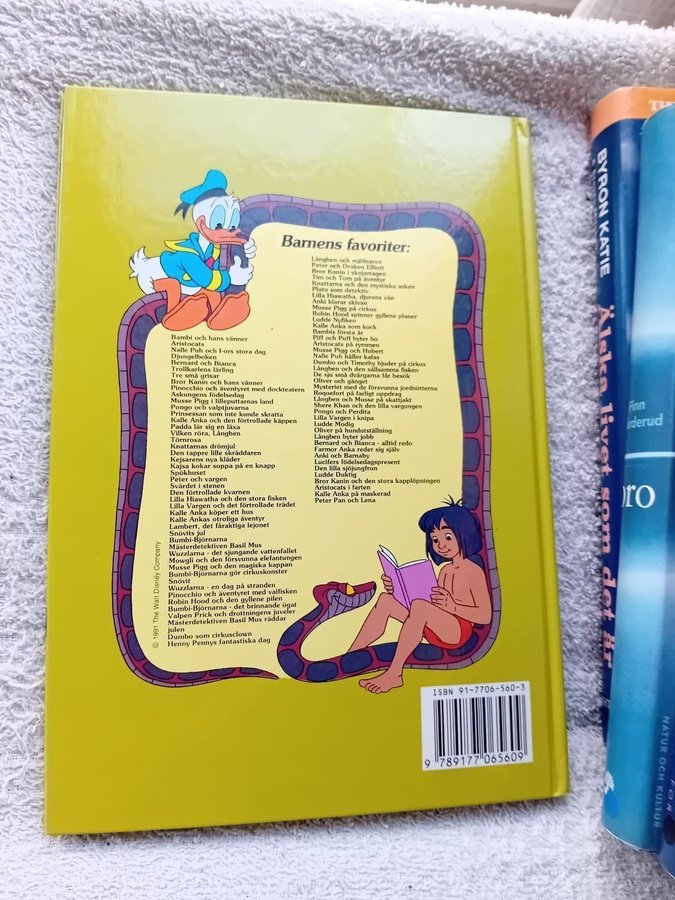 Barnens favoriter:
Bambi och hans vänner
Aristocats
Nalle Puh och I-ors stora dag
Djungelboken
Bernard och Bianca
Trollkarlens lärling
Tre små grisar
Bror Kanin och hans vänner
Pinocchio och äventyret med dockteatern
Askungens födelsedag
Musse Pigg i lilleputtarnas land
Pongo och valptjuvarna
Prinsessan som inte kunde skratta
Kalle Anka och den förtrollade käppen
Padda lär sig en läxa
Vilken röra, Långben
Törnrosa
Knattarnas drömjul
Den tappre lille skräddaren
Kejsarens nya kläder
Kajsa kokar soppa på en knapp
Spökhuset
Peter och vargen
Svärdet i stenen
Den förtrollade kvarnen
Lilla Hiawatha och den stora fisken
Lilla Vargen och det förtrollade trädet
Kalle Anka köper ett hus
Kalle Ankas otroliga äventyr
Lambert, det fåraktiga lejonet
Snövits jul
Bumbi-Björnarna
Mästerdetektiven Basil Mus
Wuzzlarna - det sjungande vattenfallet
Mowgli och den försvunna elefantungen
Musse Pigg och den magiska kappan
Bumbi-Björnarna gör cirkuskonster
Snövit
Wuzzlarna - en dag på stranden
Pinocchio och äventyret med valfisken
Robin Hood och den gyllene pilen
Bumbi-Björnarna - det brinnande ögat
Valpen Prick och drottningens juveler
Mästerdetektiven Basil Mus räddar
julen
Dumbo som cirkusclown
Henny Pennys fantastiska dag
Långben och mjölnaren
Peter och Draken Elliott
Bror Kanin i skojartagen
Tim och Tom på äventyr
Knattarna och den mystiska asken
Pluto som detektiv
Lilla Hiawatha, djurens vän
Anki klarar skivan
Musse Pigg på cirkus
Robin Hood spinner gyllene planer
Ludde Nyfiken
Kalle Anka som kock
Bambis första år
Piff och Puff byter bo
Aristocats på rymmen
Musse Pigg och Hubert
Nalle Puh håller kalas
Dumbo och Timothy bjuder på cirkus
Långben och den sällsamma fisken
De sju små dvärgarna får besök
Oliver och gänget
Mysteriet med de försvunna jordnötterna
Roquefort på farligt uppdrag
Långben och Musse på skattjakt
Shere Khan och den lilla vargungen
Pongo och Perdita
Lilla Vargen i knipa
Ludde Modig
Oliver på hundutställning
Långben byter jobb
Bernard och Bianca - alltid redo
Farmor Anka reder sig själv
Anki och Barnaby
Lucifers födelsedagspresent
Den lilla sjöjungfrun
Ludde Duktig
Bror Kanin och den stora kapplöpningen
Aristocats i farten
Kalle Anka på maskerad
Peter Pan och Lena
© 1991 The Walt Disney Company
ISBN 91-7706-560-3
9 789177 065609
BYRON KATIE
Älska livet som det är
Finn
NATUR OCH KULTUR